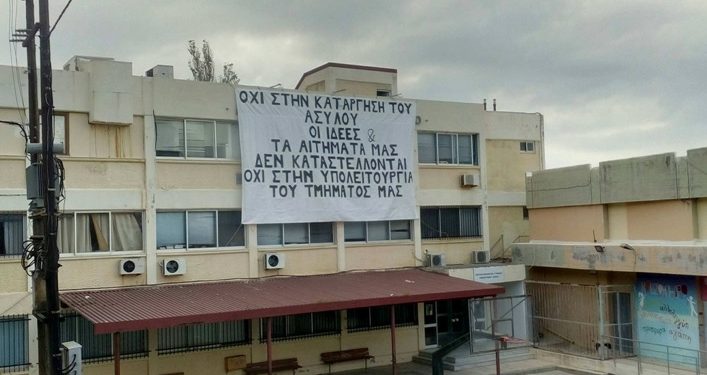 ΟΧΙ ΣΤΗΝ ΚΑΤΑΡΓΗΣΗ ΤΟΥ
ΑΣΥΛΟΥ
ΟΙ ΙΔΕΕΣ &
ΤΑ ΑΙΤΗΜΑΤΑ ΜΑΣ
ΔΕΝ ΚΑΤΑΣΤΕΛΛΟΝΤΑΙ
ΟΧΙ ΣΤΗΝ ΥΠΟΛΕΙΤΟΥΡΓΙΑ
ΤΟΥ ΤΜΗΜΑΤΟΣ ΜΑΣ